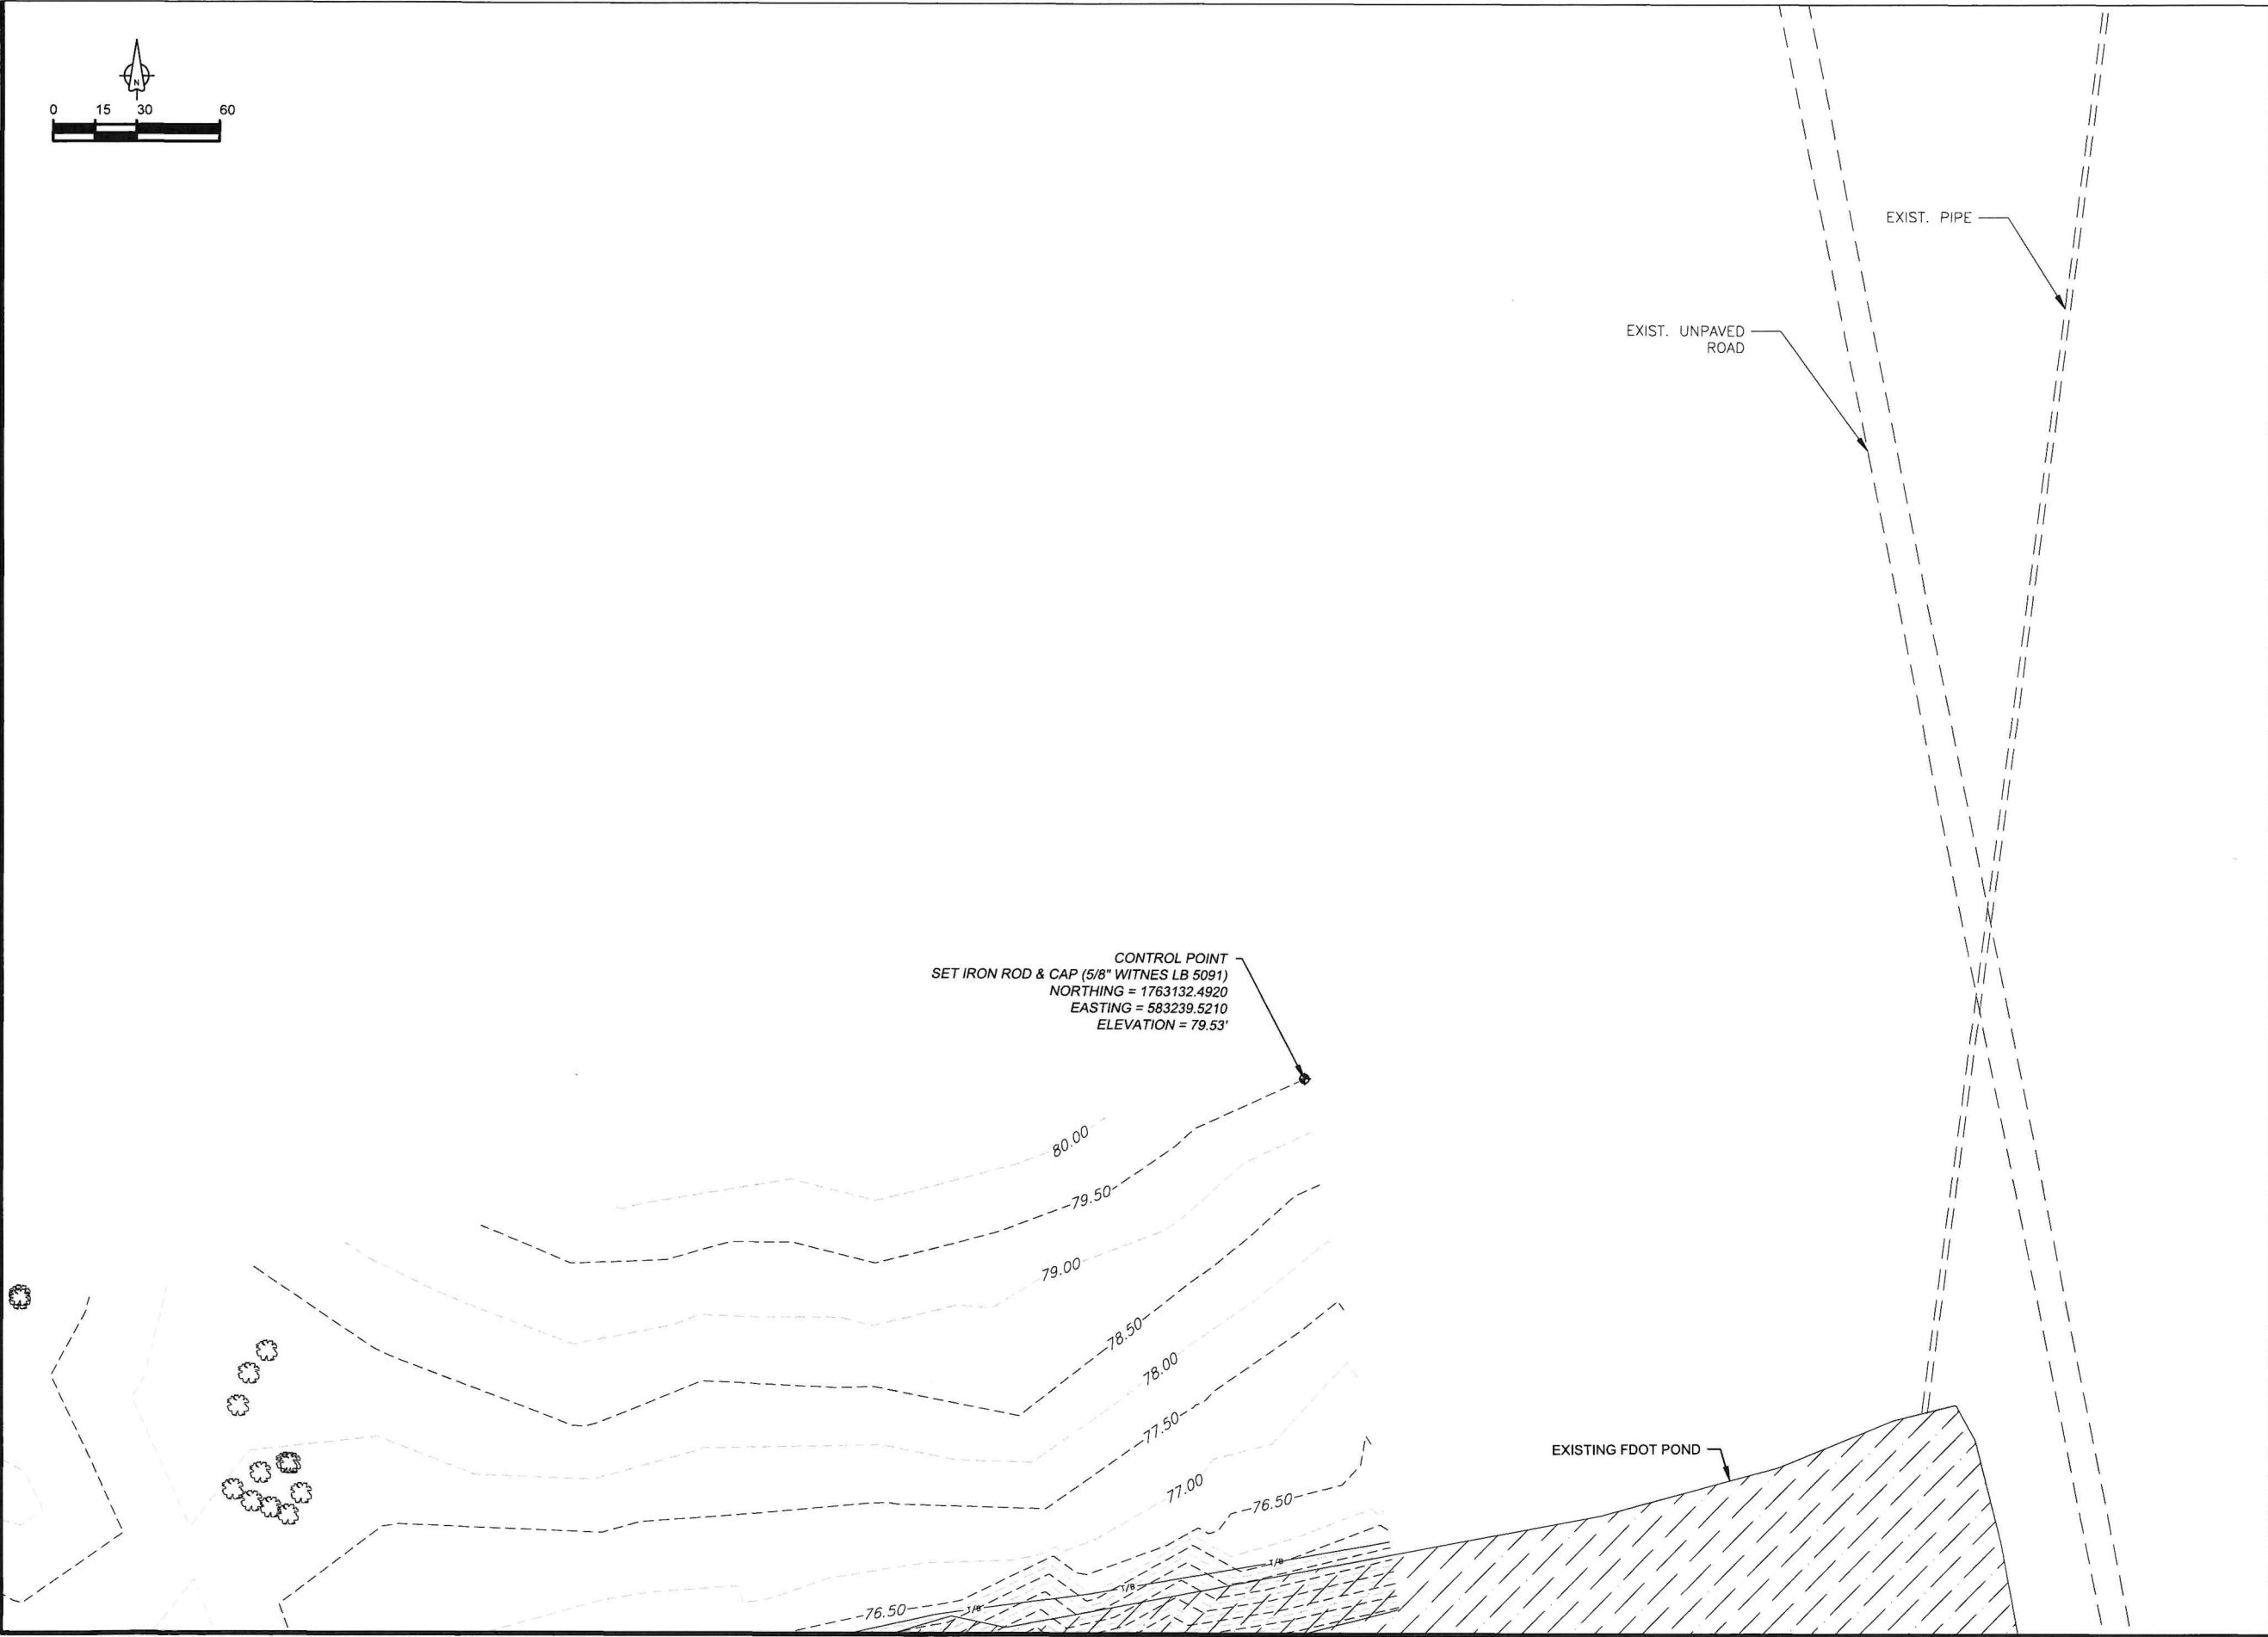 N
0 15 30 60
EXIST. PIPE
EXIST. UNPAVED
ROAD
CONTROL POINT
SET IRON ROD & CAP (5/8" WITNES LB 5091)
NORTHING = 1763132.4920
EASTING = 583239.5210
ELEVATION = 79.53'
80.00
79.50
79.00
78.50
78.00
77.50
77.00
76.50
EXISTING FDOT POND
T/B
T/B
T/B
76.50